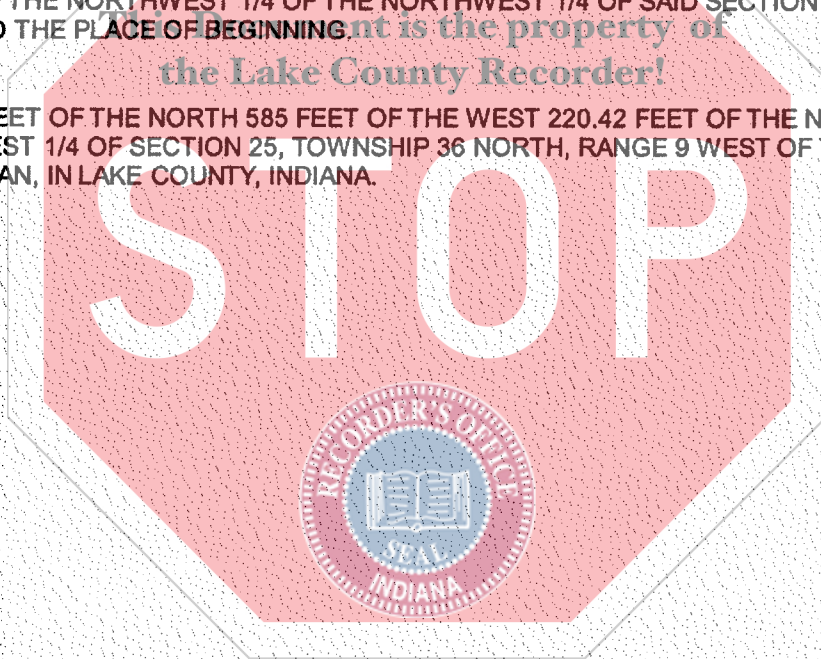 THE NORTHWEST 1/4 OF THE NORTHWEST 1/4 OF SAID SECTION
THE PLACE OF BEGINNING.
This Document is the property of
the Lake County Recorder!
OF THE NORTH 585 FEET OF THE WEST 220.42 FEET OF THE N
1/4 OF SECTION 25, TOWNSHIP 36 NORTH, RANGE 9 WEST OF
IN LAKE COUNTY, INDIANA.
STOP
RECORDER'S OFFICE
SEAL
INDIANA